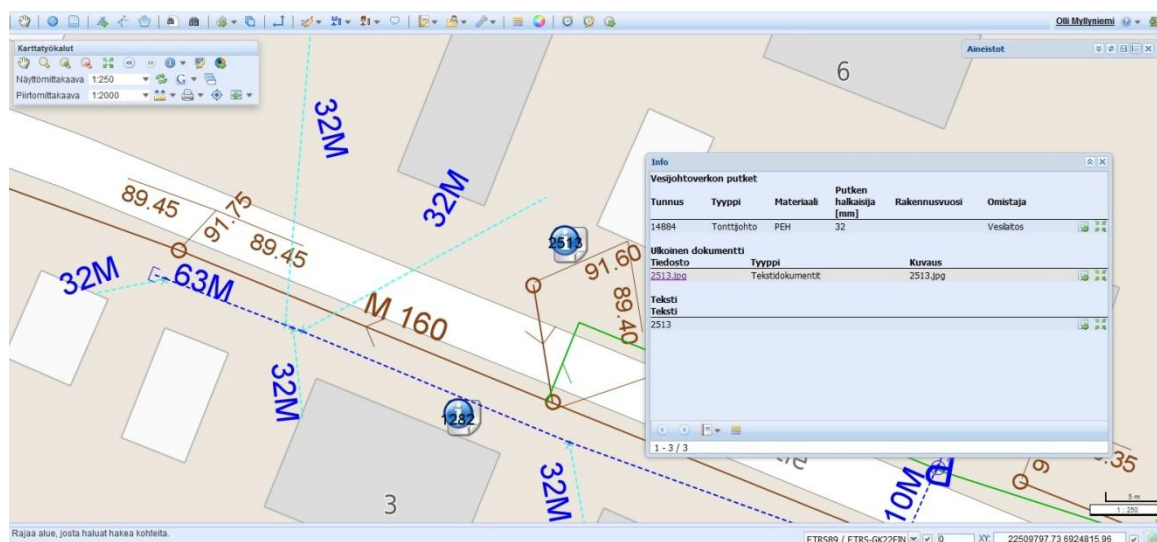 Olli Myllyniemi
Karttatyökalut
Näyttömittakaava 1:250
Piirtomittakaava 1:2000
Aineistot
6
32M
32M
89.45
91.75
89.45
2513
91.60
89.40
32M
63M
M 160
32M
1282
3
32M
10M
9
.35
Info
Vesijohtoverkon putket
Tunnus Tyyppi Materiaali Putken halkaisija [mm] Rakennusvuosi Omistaja
14884 Tonttijohto PEH 32 Vesilaitos
Ulkoinen dokumentti
Tiedosto Tyyppi Kuvaus
2513.jpg Tekstidokumentit 2513.jpg
Teksti
Teksti
2513
1 - 3 / 3
5 m
1 : 250
Rajaa alue, josta haluat hakea kohteita.
ETRS89 / ETRS-GK22FIN 0 XY: 22509797.73 6924815.96